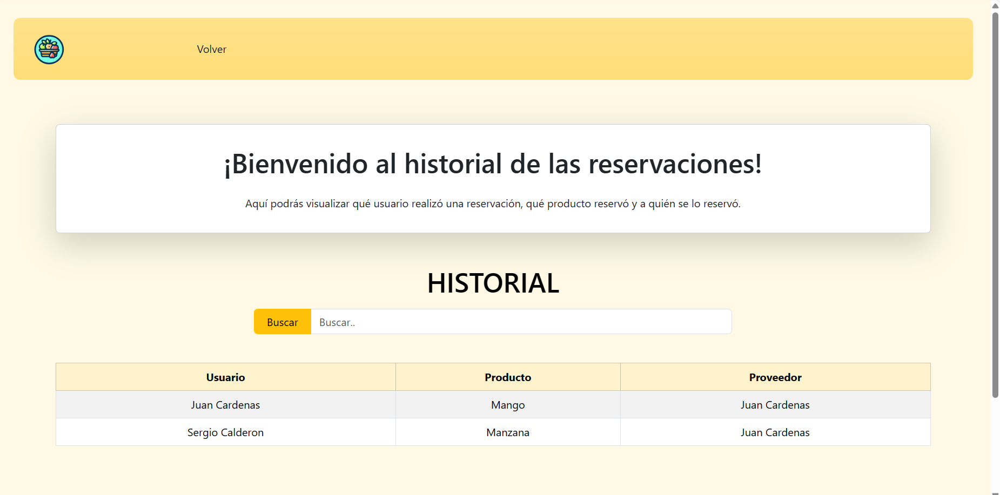 Volver
¡Bienvenido al historial de las reservaciones!
Aquí podrás visualizar qué usuario realizó una reservación, qué producto reservó y a quién se lo reservó.
HISTORIAL
Buscar Buscar..
Usuario Producto Proveedor
Juan Cardenas Mango Juan Cardenas
Sergio Calderon Manzana Juan Cardenas